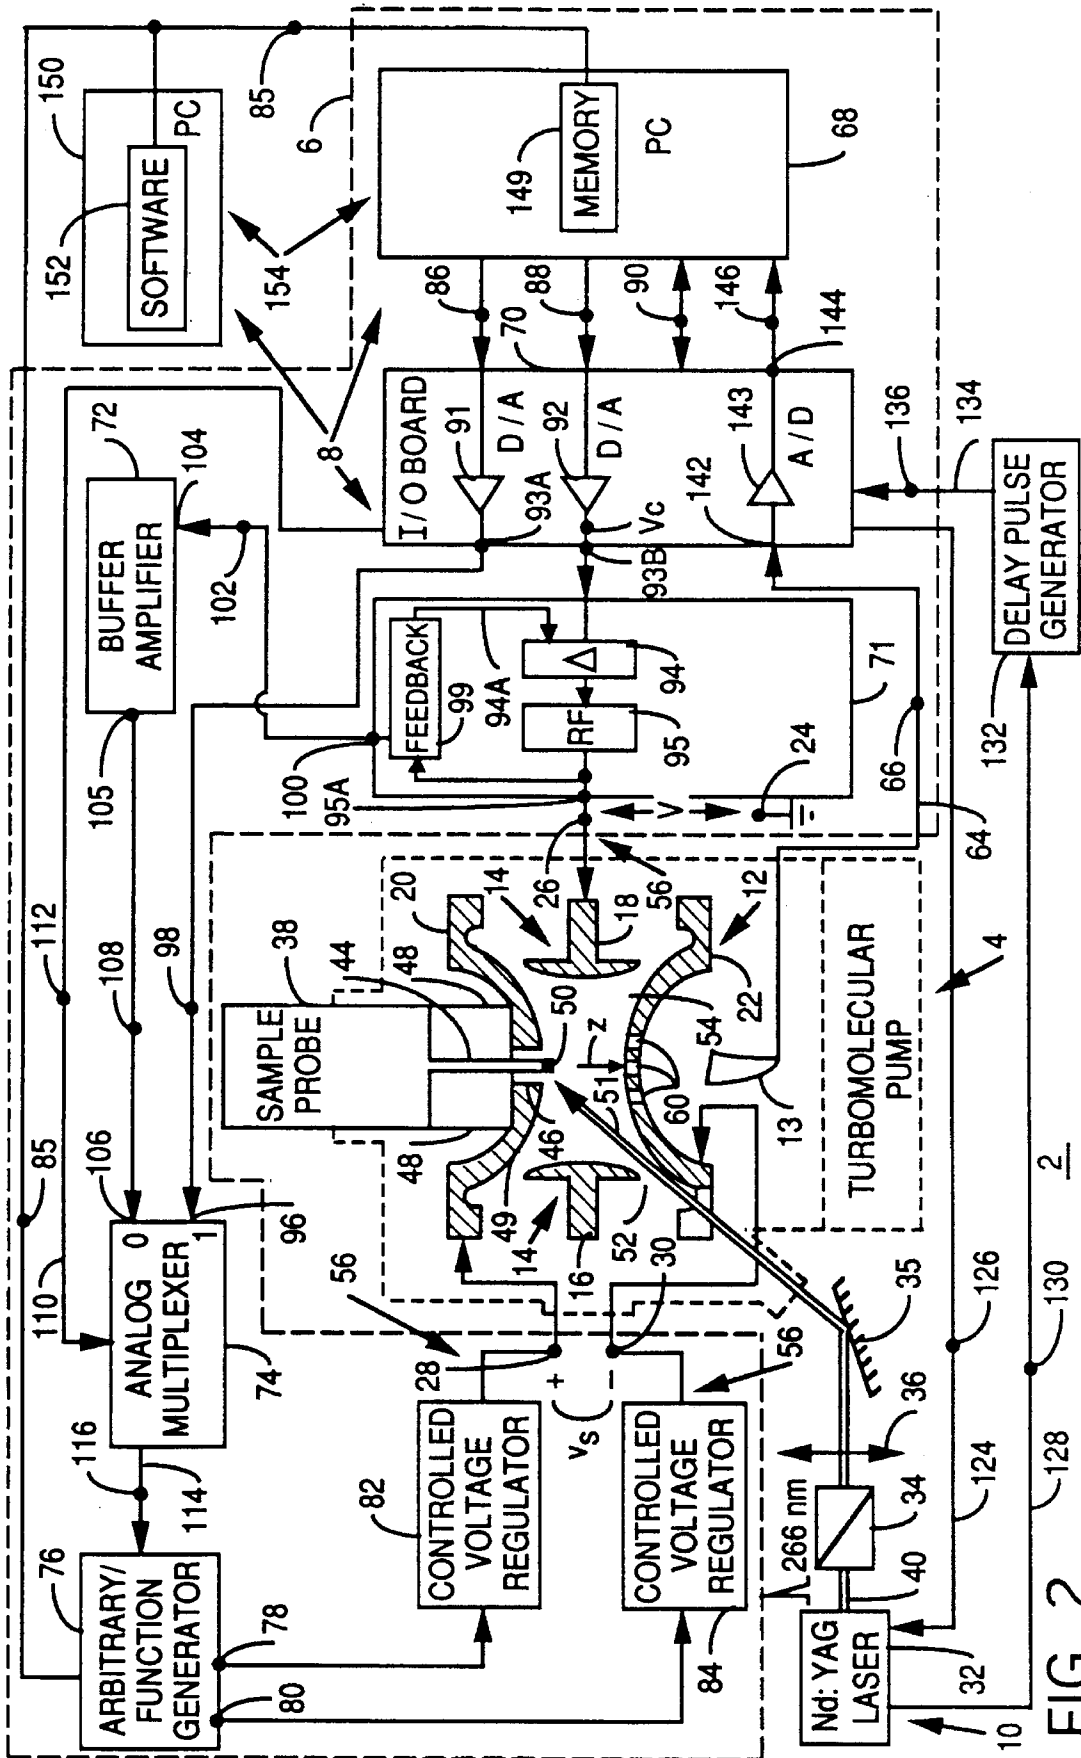 85
150
152
SOFTWARE
PC
154
6
8
149
MEMORY
PC
68
86
88
90
146
144
70
I/O BOARD
91
D/A
92
D/A
93A
Vc
93B
142
143
A/D
136
134
DELAY PULSE
GENERATOR
132
72
BUFFER
AMPLIFIER
104
102
105
FEEDBACK
99
94A
100
Δ
94
RF
95
95A
71
24
V
26
66
64
56
112
108
98
85
110
106
0
1
96
ANALOG
MULTIPLEXER
74
116
114
76
ARBITRARY/
FUNCTION
GENERATOR
78
80
82
CONTROLLED
VOLTAGE
REGULATOR
84
CONTROLLED
VOLTAGE
REGULATOR
56
28
+
vs
−
30
56
SAMPLE
PROBE
38
44
48
48
20
14
18
56
12
22
54
50
z
51
60
46
49
14
16
52
13
TURBOMOLECULAR
PUMP
4
2
35
36
34
266 nm
40
Nd: YAG
LASER
32
10
124
126
128
130
FIG. 2